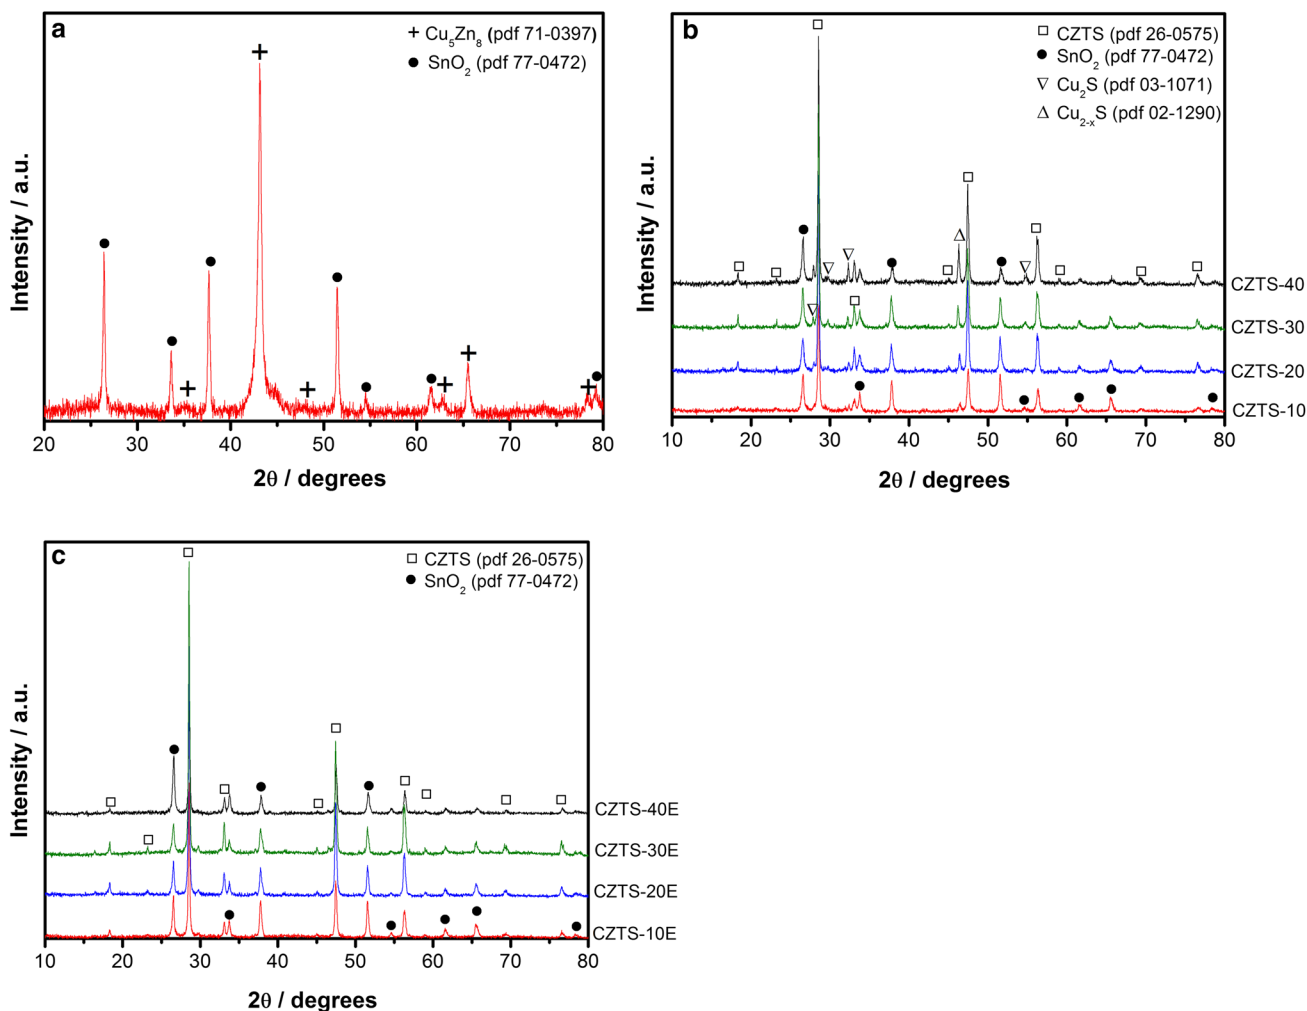 a
+ Cu5Zn8 (pdf 71-0397)
● SnO2 (pdf 77-0472)
Intensity / a.u.
20 30 40 50 60 70 80
2θ / degrees
b
□ CZTS (pdf 26-0575)
● SnO2 (pdf 77-0472)
▽ Cu2S (pdf 03-1071)
△ Cu2-xS (pdf 02-1290)
Intensity / a.u.
CZTS-40
CZTS-30
CZTS-20
CZTS-10
10 20 30 40 50 60 70 80
2θ / degrees
c
□ CZTS (pdf 26-0575)
● SnO2 (pdf 77-0472)
Intensity / a.u.
CZTS-40E
CZTS-30E
CZTS-20E
CZTS-10E
10 20 30 40 50 60 70 80
2θ / degrees